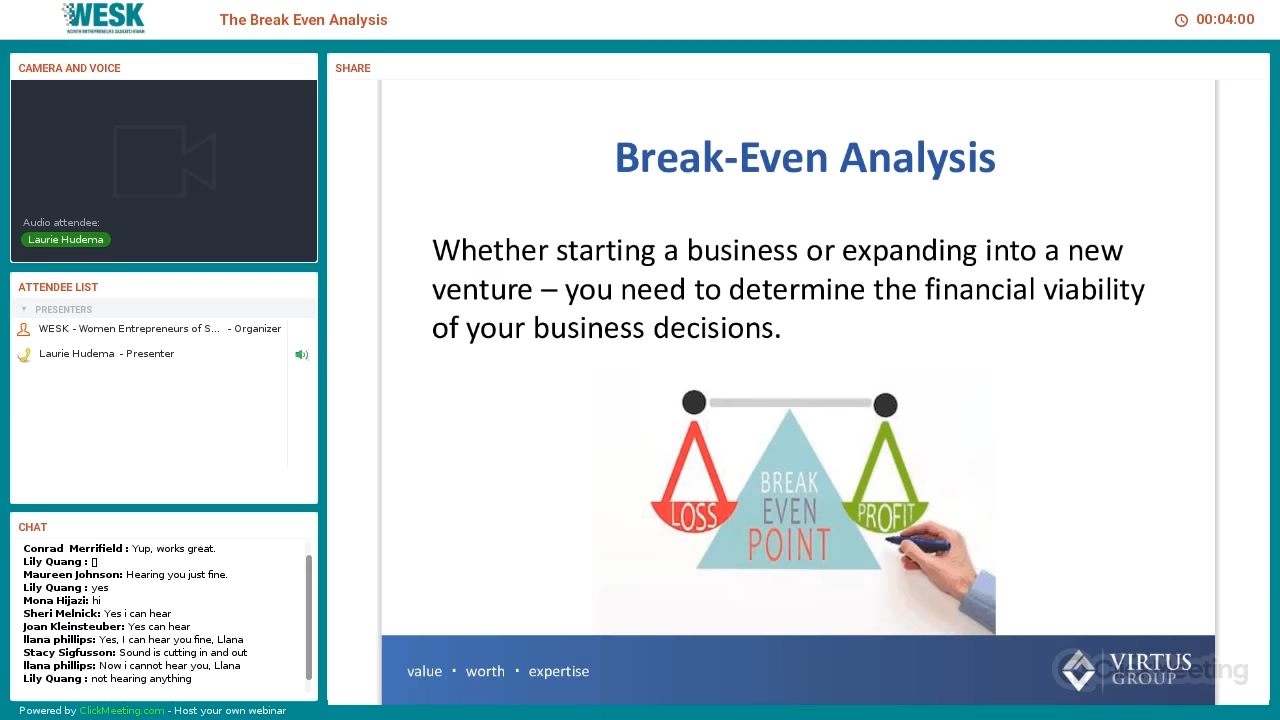 WESK
WOMEN ENTREPRENEURS SASKATCHEWAN
The Break Even Analysis
00:04:00
CAMERA AND VOICE
Audio attendee:
Laurie Hudema
ATTENDEE LIST
PRESENTERS
WESK - Women Entrepreneurs of S... - Organizer
Laurie Hudema - Presenter
CHAT
Conrad Merrifield : Yup, works great.
Lily Quang : []
Maureen Johnson: Hearing you just fine.
Lily Quang : yes
Mona Hijazi: hi
Sheri Melnick: Yes i can hear
Joan Kleinsteuber: Yes can hear
llana phillips: Yes, I can hear you fine, Llana
Stacy Sigfusson: Sound is cutting in and out
llana phillips: Now i cannot hear you, Llana
Lily Quang : not hearing anything
Powered by ClickMeeting.com - Host your own webinar
SHARE
Break-Even Analysis
Whether starting a business or expanding into a new
venture – you need to determine the financial viability
of your business decisions.
LOSS
BREAK
EVEN
POINT
PROFIT
value · worth · expertise
VIRTUS
GROUP